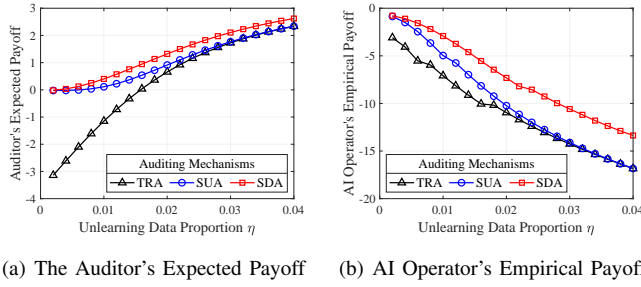 3
2
1
0
-1
-2
-3
-4
Auditor's Expected Payoff
Auditing Mechanisms
TRA SUA SDA
0 0.01 0.02 0.03 0.04
Unlearning Data Proportion η
(a) The Auditor's Expected Payoff
0
-5
-10
-15
-20
AI Operator's Empirical Payoff
Auditing Mechanisms
TRA SUA SDA
0 0.01 0.02 0.03 0.04
Unlearning Data Proportion η
(b) AI Operator's Empirical Payoff